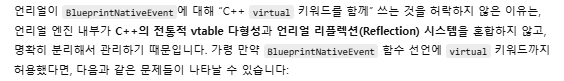 언리얼이 BlueprintNativeEvent 에 대해 “C++ virtual 키워드를 함께” 쓰는 것을 허락하지 않은 이유는,
언리얼 엔진 내부가 C++의 전통적 vtable 다형성과 언리얼 리플렉션(Reflection) 시스템을 혼합하지 않고,
명확히 분리해서 관리하기 때문입니다. 가령 만약 BlueprintNativeEvent 함수 선언에 virtual 키워드까지
허용했다면, 다음과 같은 문제들이 나타날 수 있습니다: